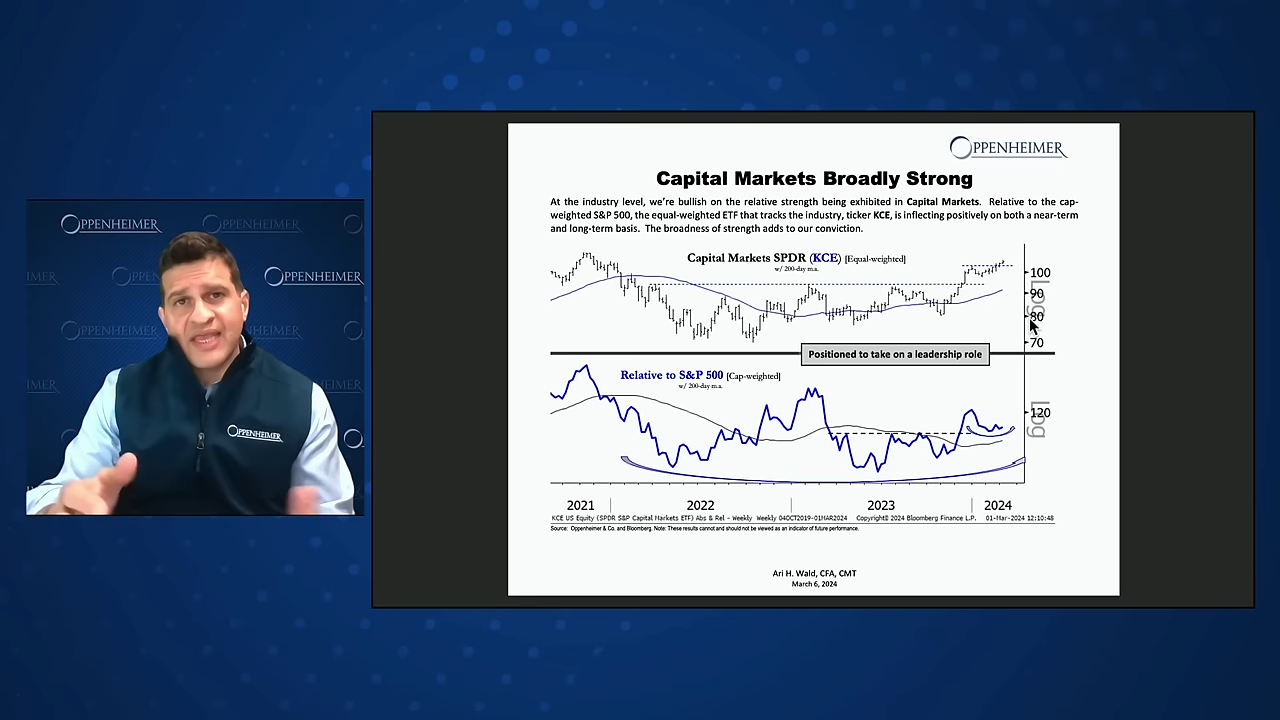 OPPENHEIMER
OPPENHEIMER
IMER
OPPENHEIMER
OPPENHEIMER
IMER
OPPENHEIMER
IMER
OPPENHEIMER
OPPENHEIMER
Capital Markets Broadly Strong
At the industry level, we're bullish on the relative strength being exhibited in Capital Markets. Relative to the cap-
weighted S&P 500, the equal-weighted ETF that tracks the industry, ticker KCE, is inflecting positively on both a near-term
and long-term basis. The broadness of strength adds to our conviction.
Capital Markets SPDR (KCE) [Equal-weighted]
w/ 200-day m.a.
100
90
80
70
Log
Positioned to take on a leadership role
Relative to S&P 500 [Cap-weighted]
w/ 200-day m.a.
120
Log
2021 2022 2023 2024
KCE US Equity (SPDR S&P Capital Markets ETF) Abs & Rel - Weekly Weekly 04OCT2019-01MAR2024 Copyright© 2024 Bloomberg Finance L.P. 01-Mar-2024 12:10:48
Source: Oppenheimer & Co. and Bloomberg. Note: These results cannot and should not be viewed as an indicator of future performance.
Ari H. Wald, CFA, CMT
March 6, 2024